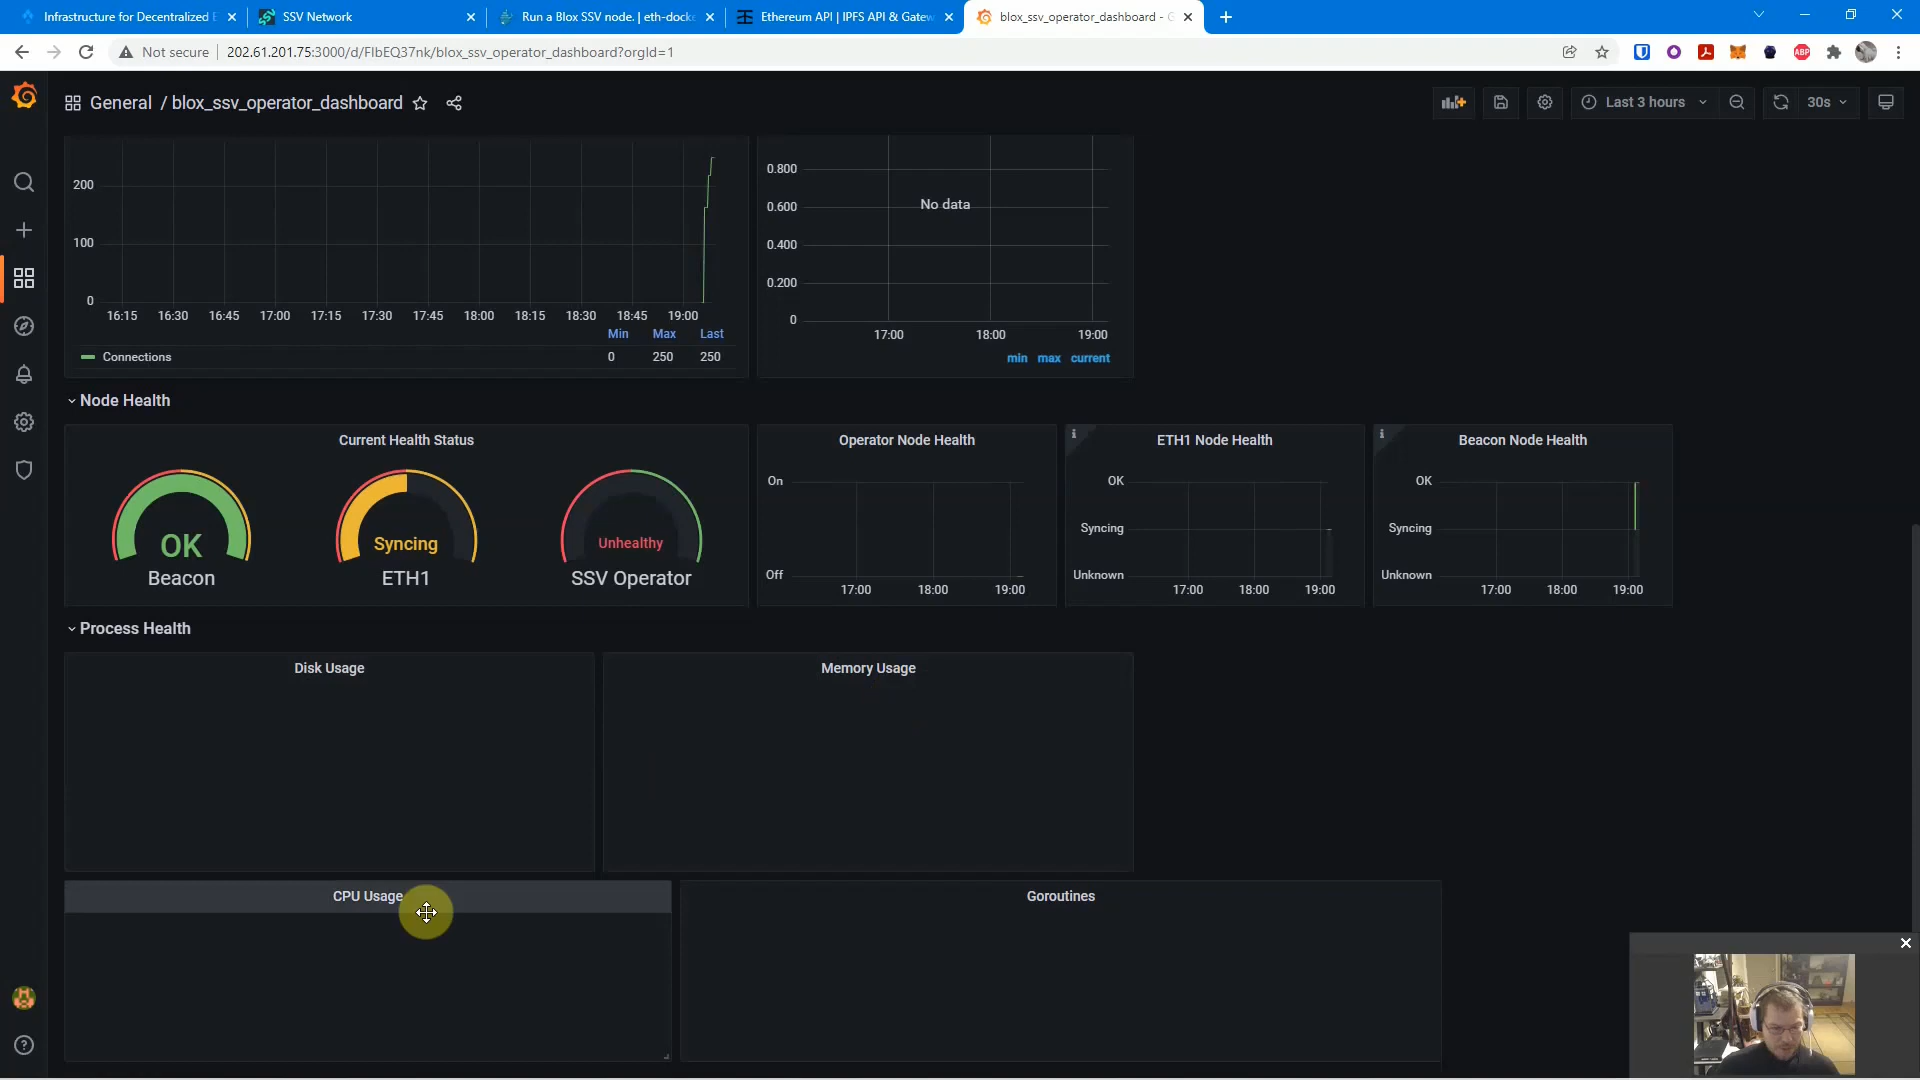 Infrastructure for Decentralized E
SSV Network
Run a Blox SSV node. | eth-docke
Ethereum API | IPFS API & Gatew
blox_ssv_operator_dashboard - G
Not secure
202.61.201.75:3000/d/FIbEQ37nk/blox_ssv_operator_dashboard?orgId=1
ABP
General / blox_ssv_operator_dashboard
Last 3 hours
30s
200
100
0
16:15 16:30 16:45 17:00 17:15 17:30 17:45 18:00 18:15 18:30 18:45 19:00
Min Max Last
Connections 0 250 250
0.800
0.600
0.400
0.200
0
No data
17:00 18:00 19:00
min max current
Node Health
Current Health Status
OK
Beacon
Syncing
ETH1
Unhealthy
SSV Operator
Operator Node Health
On
Off
17:00 18:00 19:00
ETH1 Node Health
OK
Syncing
Unknown
17:00 18:00 19:00
Beacon Node Health
OK
Syncing
Unknown
17:00 18:00 19:00
Process Health
Disk Usage
Memory Usage
CPU Usage
Goroutines